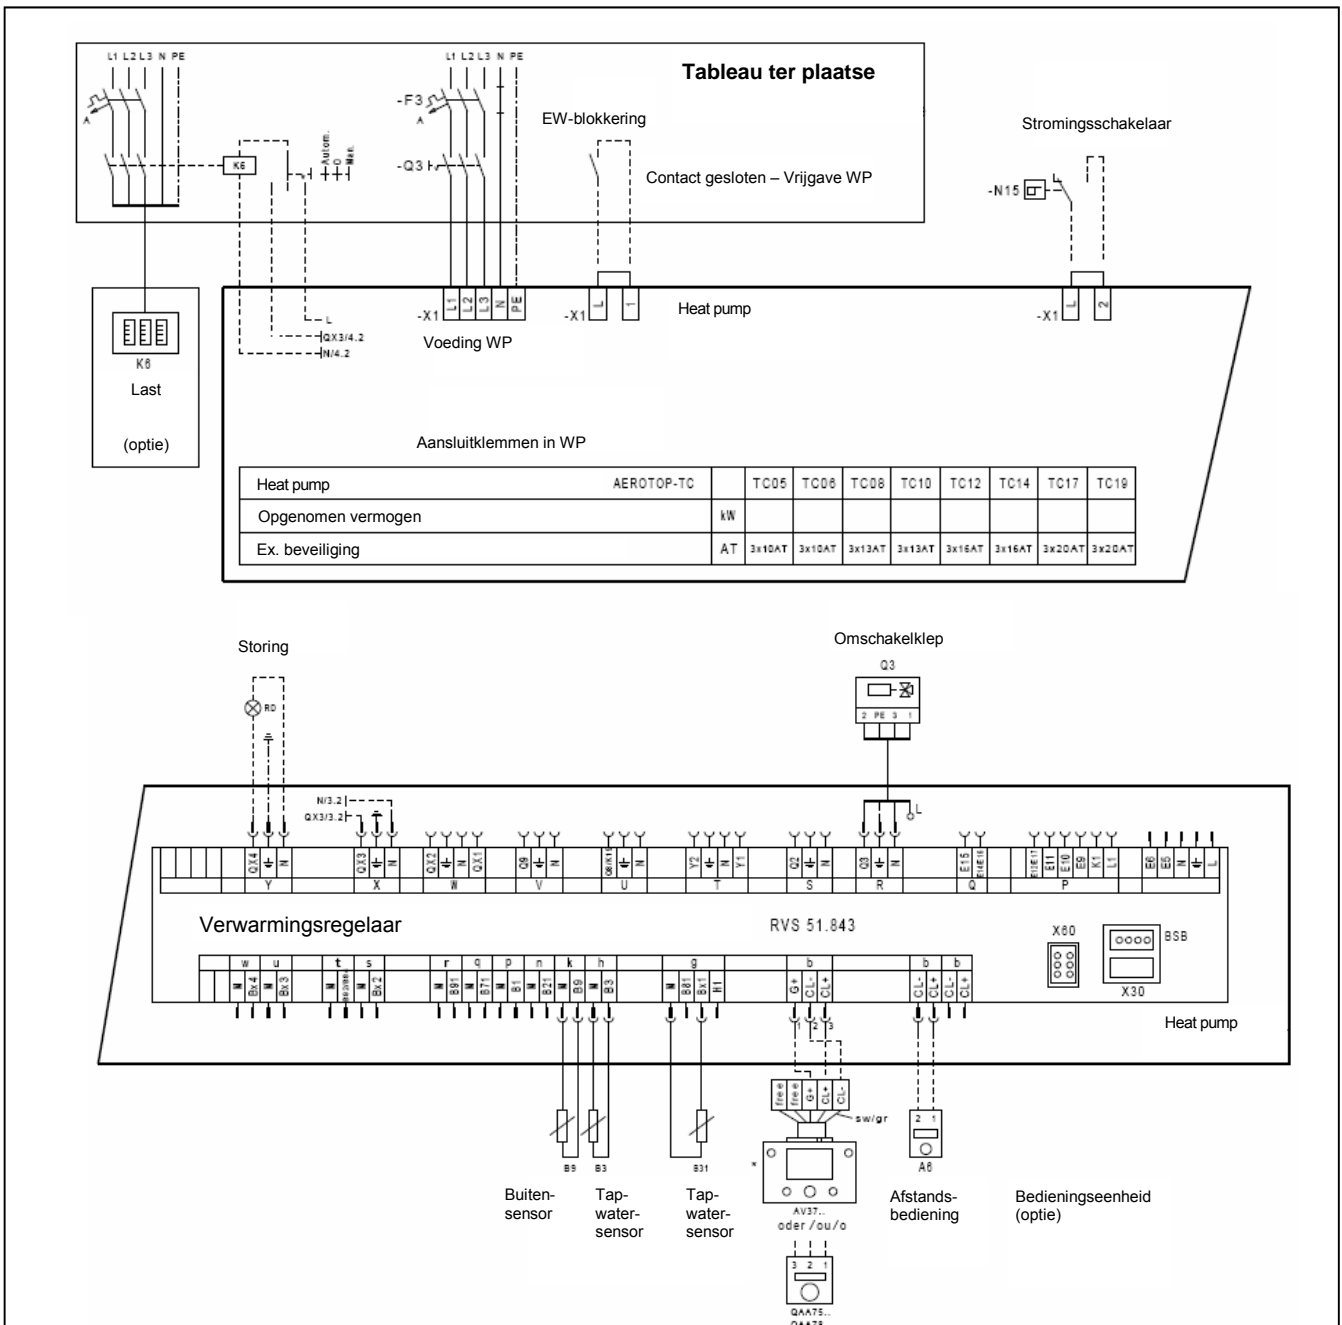 L1 L2 L3 N PE
L1 L2 L3 N PE
Tableau ter plaatse
-F3
A
A
EW-blokkering
Stromingsschakelaar
Autom.
O
Man.
K6
-Q3
Contact gesloten – Vrijgave WP
-N15
-X1 L1 L2 L3 N PE
-X1 L 1
Heat pump
-X1 L 2
L
QX3/4.2
N/4.2
Voeding WP
K6
Last
(optie)
Aansluitklemmen in WP
Heat pump AEROTOP-TC TC05 TC06 TC08 TC10 TC12 TC14 TC17 TC19
Opgenomen vermogen kW
Ex. beveiliging AT 3x10AT 3x10AT 3x13AT 3x13AT 3x16AT 3x16AT 3x20AT 3x20AT
Storing
Omschakelklep
Q3
RD
2 PE 3 1
N/3.2
QX3/3.2
L
QX4 N QX3 N QX2 N QX1 Q9 N N Y2 N Y1 Q2 N Q3 N E15 E11 E10 E9 K1 L1 E6 E5 N L
Y X W V U T S R Q P
Verwarmingsregelaar
RVS 51.843
X60
BSB
X30
w u t s r q p n k h g b b b
M Bx4 M Bx3 M M Bx2 M B91 M B71 M B1 M B21 M B9 M B3 M B81 Bx1 H1 G+ CL- CL+ CL- CL+ CL- CL+
Heat pump
1 2 3
free free G+ CL+ CL-
sw/gr
2 1
B9
B3
B31
*
A6
Buiten-
sensor
Tap-
water-
sensor
Tap-
water-
sensor
AV37..
oder/ou/o
Afstands-
bediening
Bedieningseenheid
(optie)
3 2 1
QAA75..